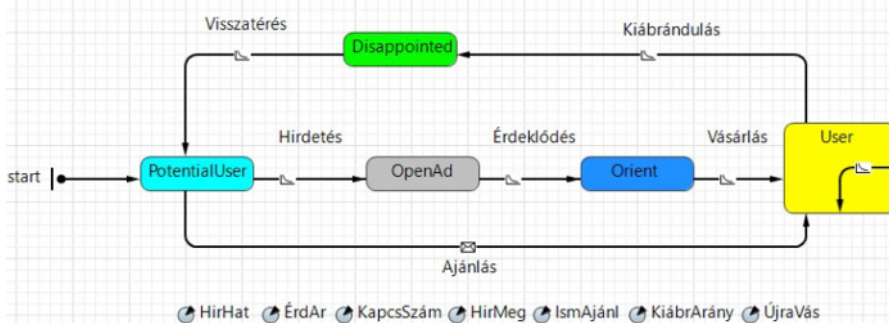 Visszatérés
Kiábrándulás
Disappointed
Hirdetés
Érdeklődés
Vásárlás
User
start
PotentialUser
OpenAd
Orient
Ajánlás
HirHat ÉrdAr KapcsSzám HirMeg IsmAjánl KiábrArány ÚjraVás